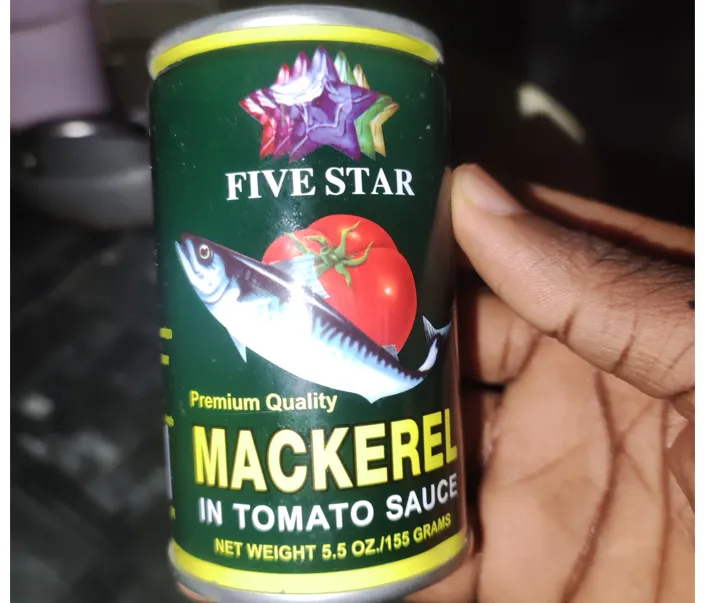 FIVE STAR
Premium Quality
MACKEREL
IN TOMATO SAUCE
NET WEIGHT 5.5 OZ./155 GRAMS